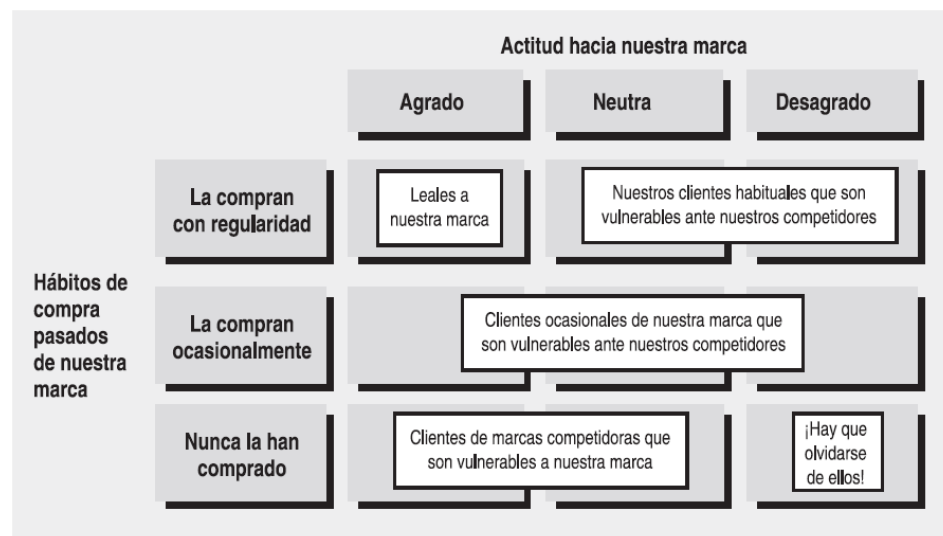 Actitud hacia nuestra marca
Agrado
Neutra
Desagrado
Hábitos de
compra
pasados
de nuestra
marca
La compran
con regularidad
Leales a
nuestra marca
Nuestros clientes habituales que son
vulnerables ante nuestros competidores
La compran
ocasionalmente
Clientes ocasionales de nuestra marca que
son vulnerables ante nuestros competidores
Nunca la han
comprado
Clientes de marcas competidoras que
son vulnerables a nuestra marca
¡Hay que
olvidarse
de ellos!